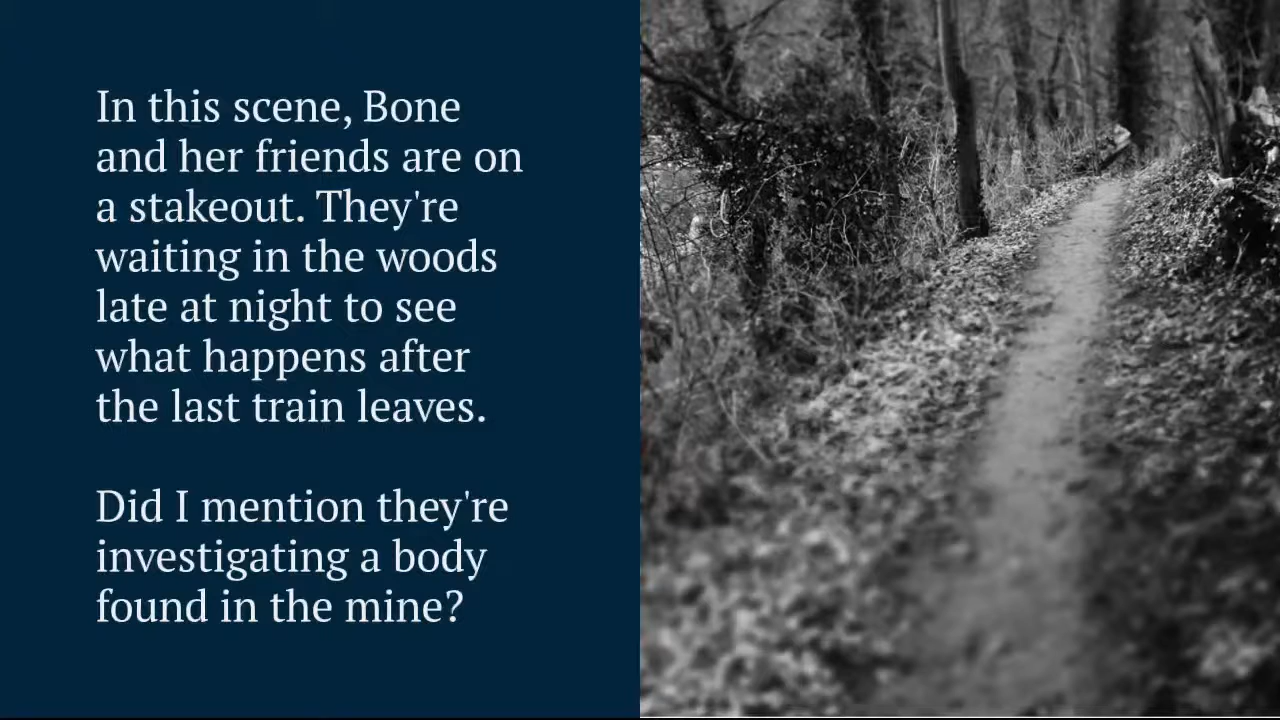 In this scene, Bone
and her friends are on
a stakeout. They're
waiting in the woods
late at night to see
what happens after
the last train leaves.
Did I mention they're
investigating a body
found in the mine?